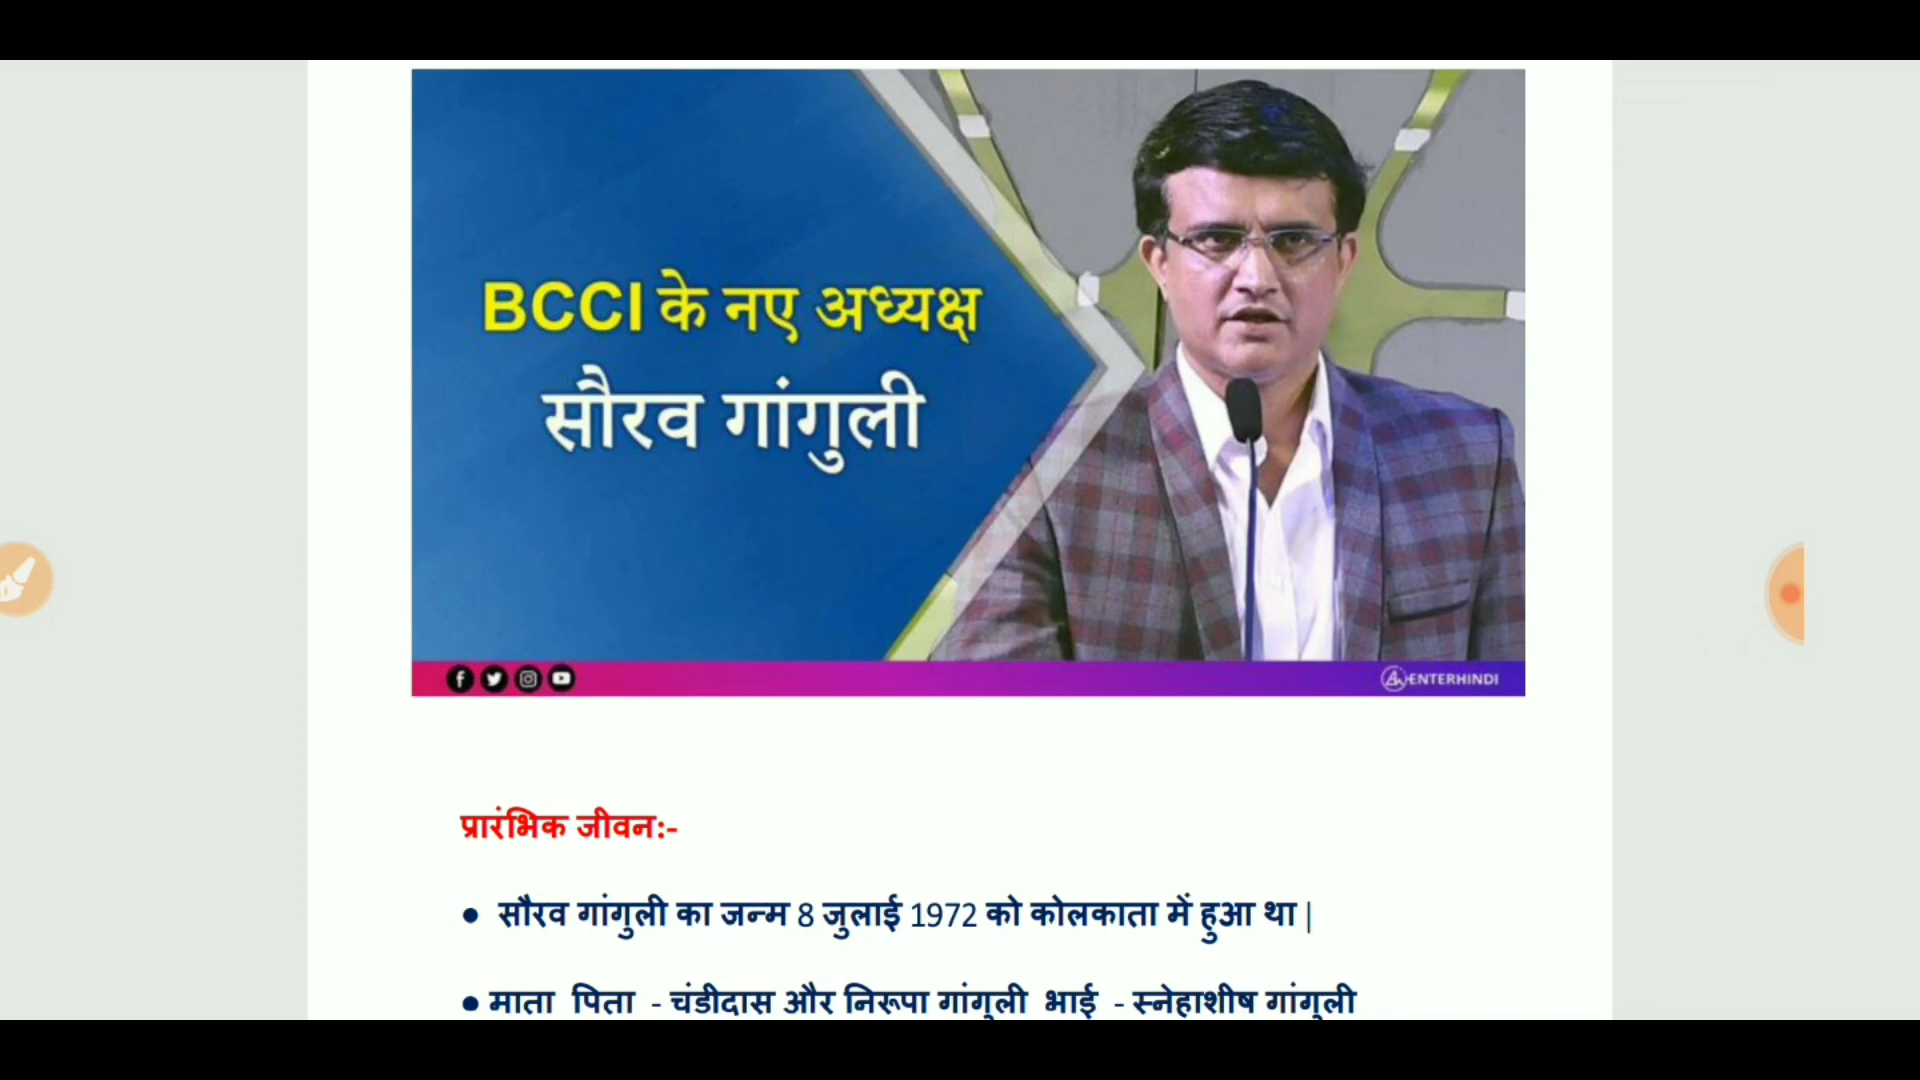 BCCI के नए अध्यक्ष
सौरव गांगुली
ENTERHINDI
प्रारंभिक जीवन:-
● सौरव गांगुली का जन्म 8 जुलाई 1972 को कोलकाता में हुआ था |
● माता पिता - चंडीदास और निरूपा गांगुली भाई - स्नेहाशीष गांगुली